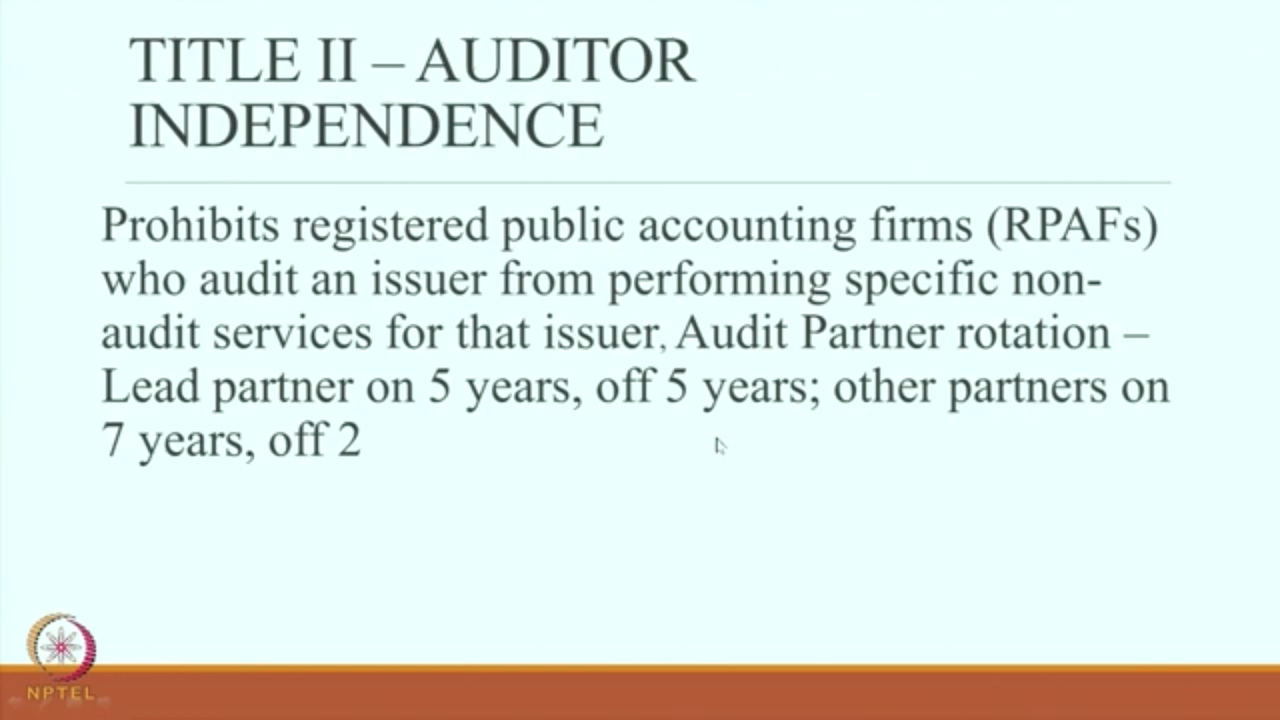 TITLE II – AUDITOR
INDEPENDENCE
Prohibits registered public accounting firms (RPAFs)
who audit an issuer from performing specific non-
audit services for that issuer, Audit Partner rotation –
Lead partner on 5 years, off 5 years; other partners on
7 years, off 2
NPTEL